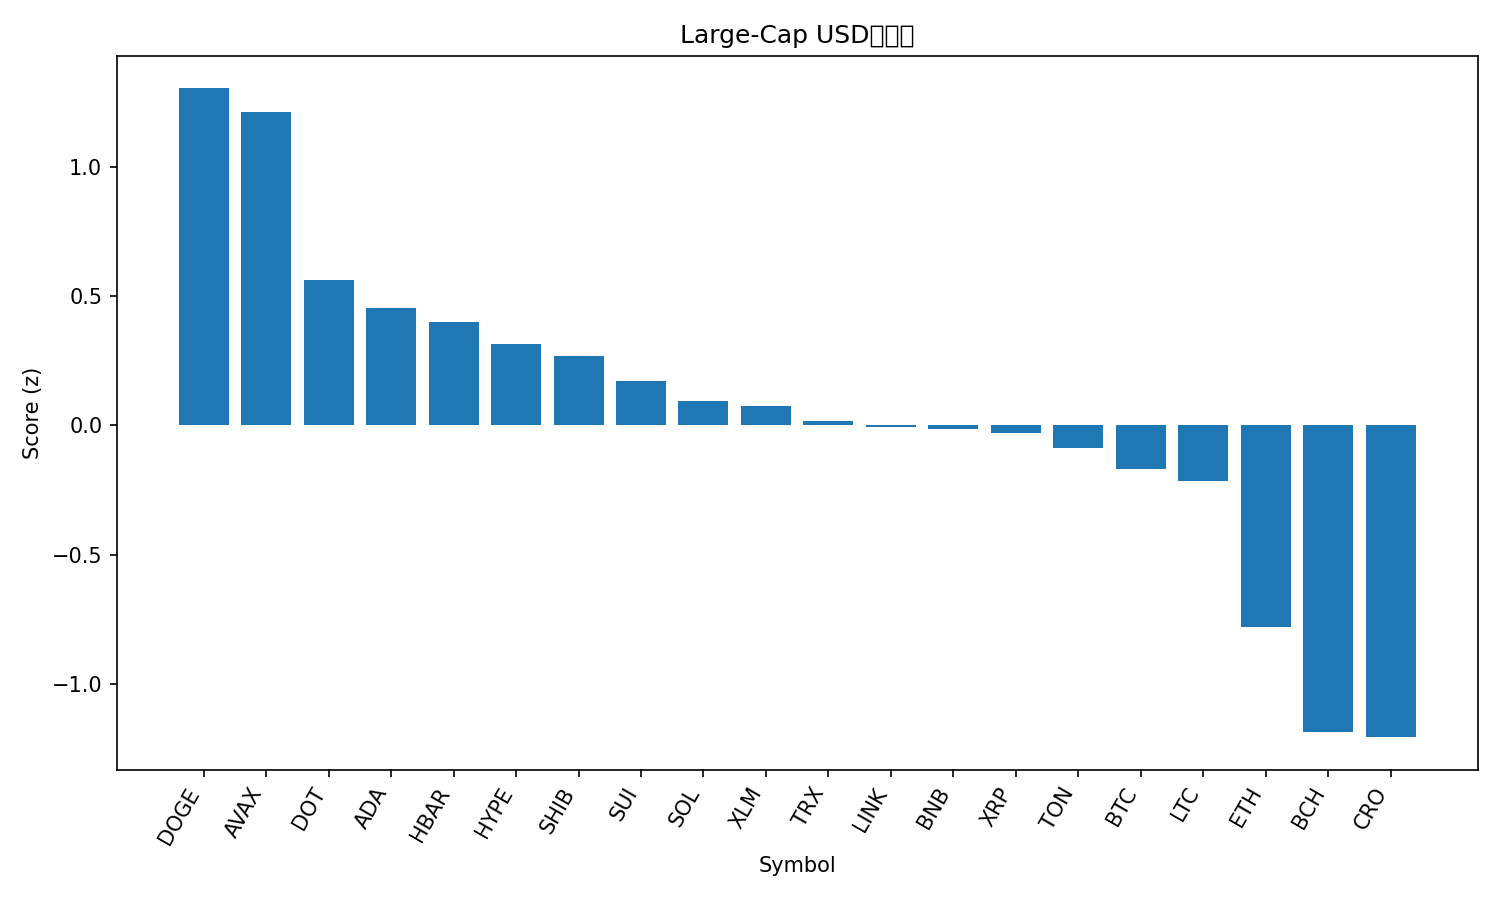 Large-Cap USD
1.0
0.5
0.0
−0.5
−1.0
Score (z)
DOGE
AVAX
DOT
ADA
HBAR
HYPE
SHIB
SUI
SOL
XLM
TRX
LINK
BNB
XRP
TON
BTC
LTC
ETH
BCH
CRO
Symbol